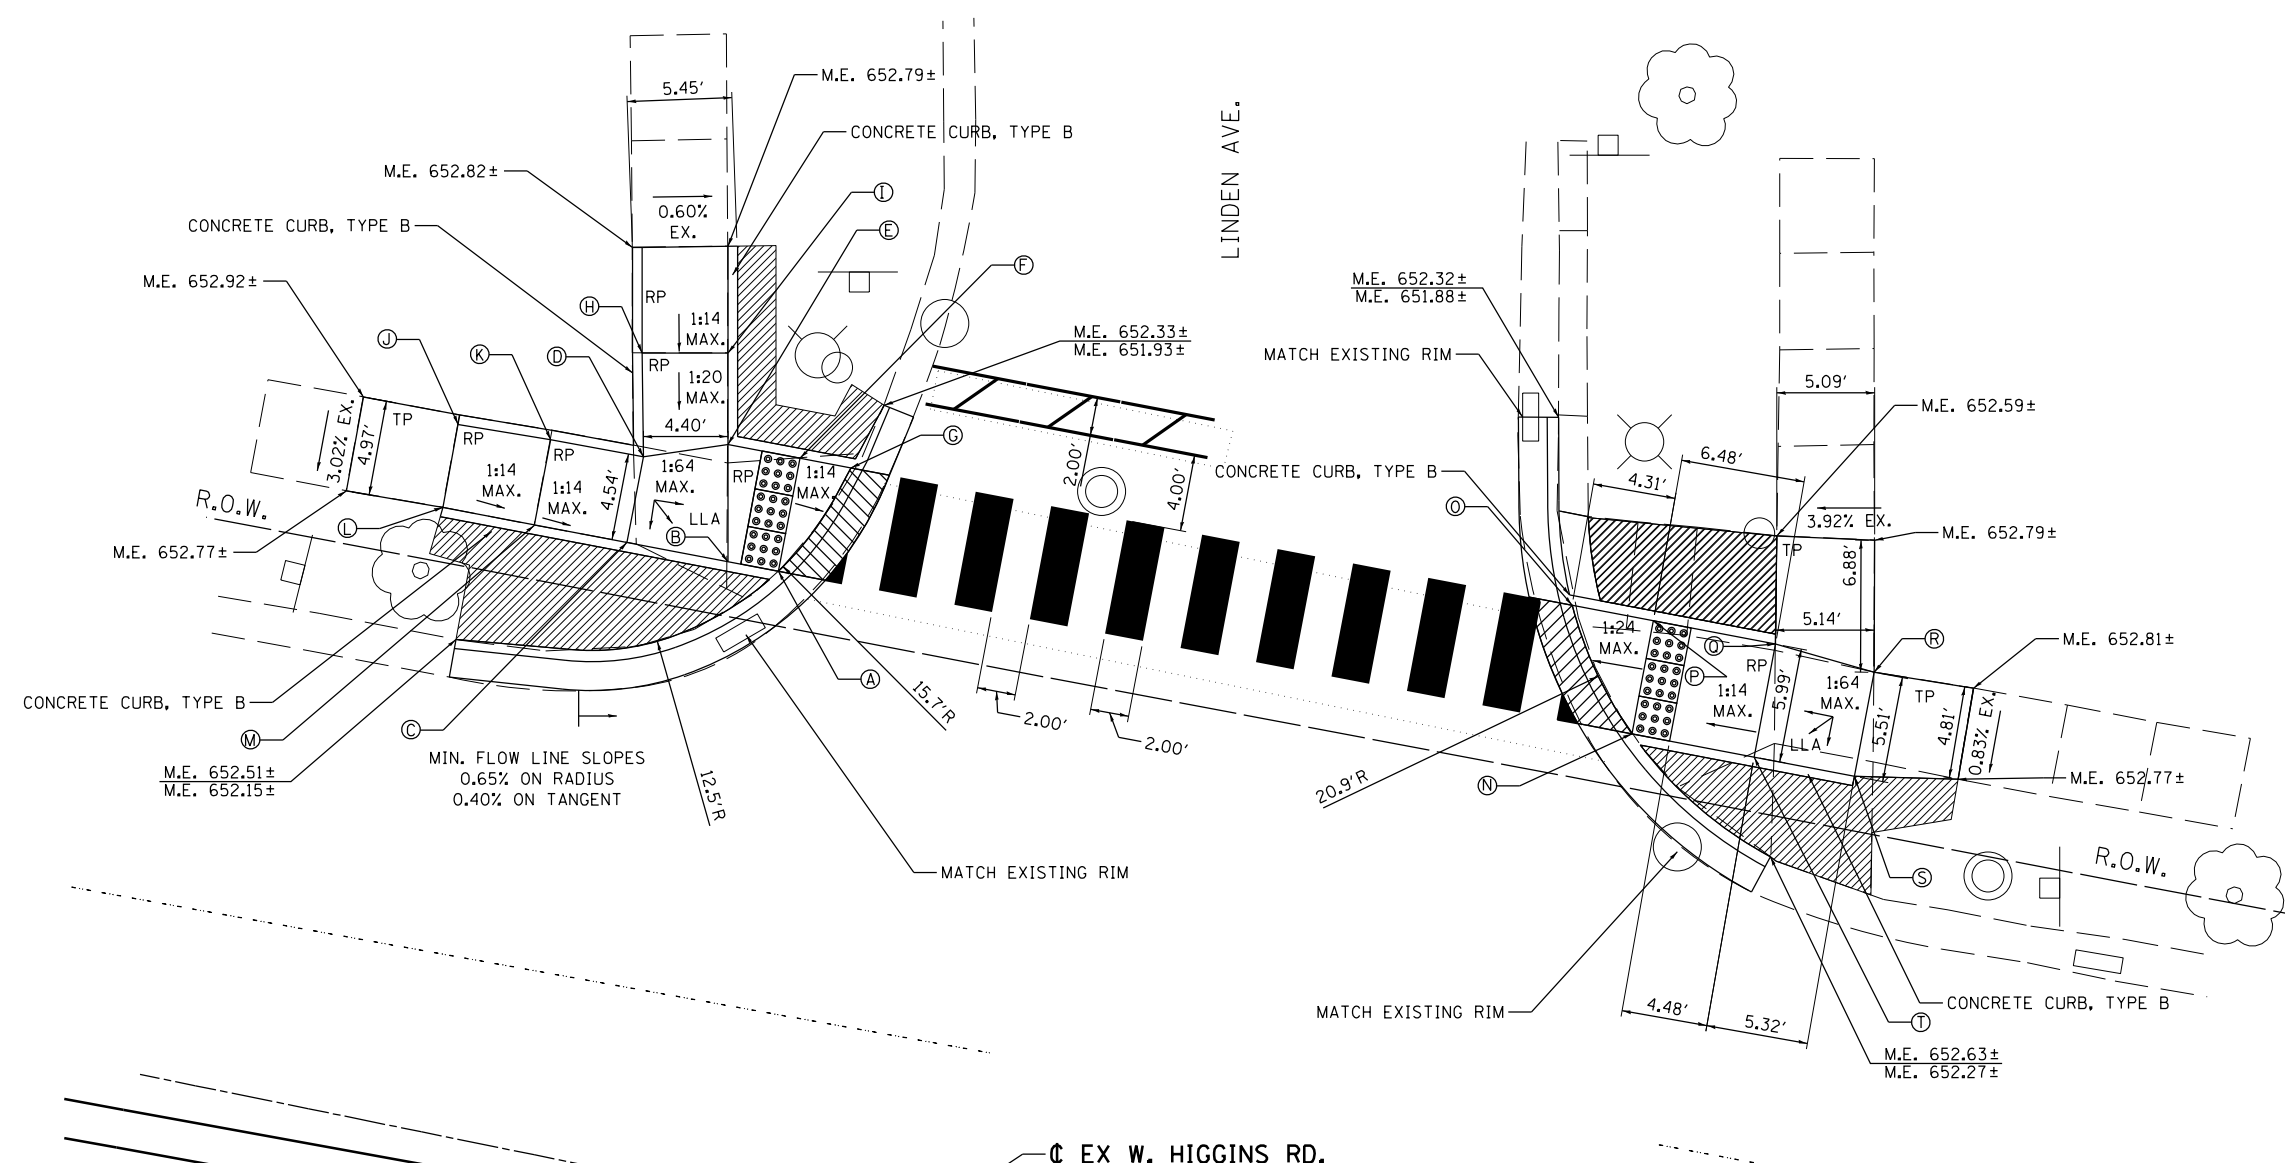 5.45'
M.E. 652.79±
CONCRETE CURB, TYPE B
M.E. 652.82±
I
0.60%
EX.
CONCRETE CURB, TYPE B
E
LINDEN AVE.
F
M.E. 652.92±
RP
H
1:14
MAX.
M.E. 652.33±
M.E. 651.93±
J
K
D
RP
1:20
MAX.
3.02% EX.
4.97'
TP
4.40'
G
RP
RP
1:14
MAX.
1:14
MAX.
4.54'
1:64
MAX.
RP
1:14
MAX.
LLA
B
2.00'
4.00'
R.O.W.
L
M.E. 652.77±
CONCRETE CURB, TYPE B
M
C
A
15.7'R
2.00'
2.00'
MIN. FLOW LINE SLOPES
0.65% ON RADIUS
0.40% ON TANGENT
12.5'R
M.E. 652.51±
M.E. 652.15±
MATCH EXISTING RIM
M.E. 652.32±
M.E. 651.88±
MATCH EXISTING RIM
5.09'
M.E. 652.59±
CONCRETE CURB, TYPE B
6.48'
4.31'
O
3.92% EX.
M.E. 652.79±
TP
6.88'
5.14'
1:24
MAX.
Q
R
M.E. 652.81±
P
RP
1:14
MAX.
5.99'
1:64
MAX.
TP
5.51'
4.81'
0.83% EX.
LLA
M.E. 652.77±
20.9'R
N
R.O.W.
S
MATCH EXISTING RIM
4.48'
5.32'
CONCRETE CURB, TYPE B
T
M.E. 652.63±
M.E. 652.27±
℄ EX W. HIGGINS RD.